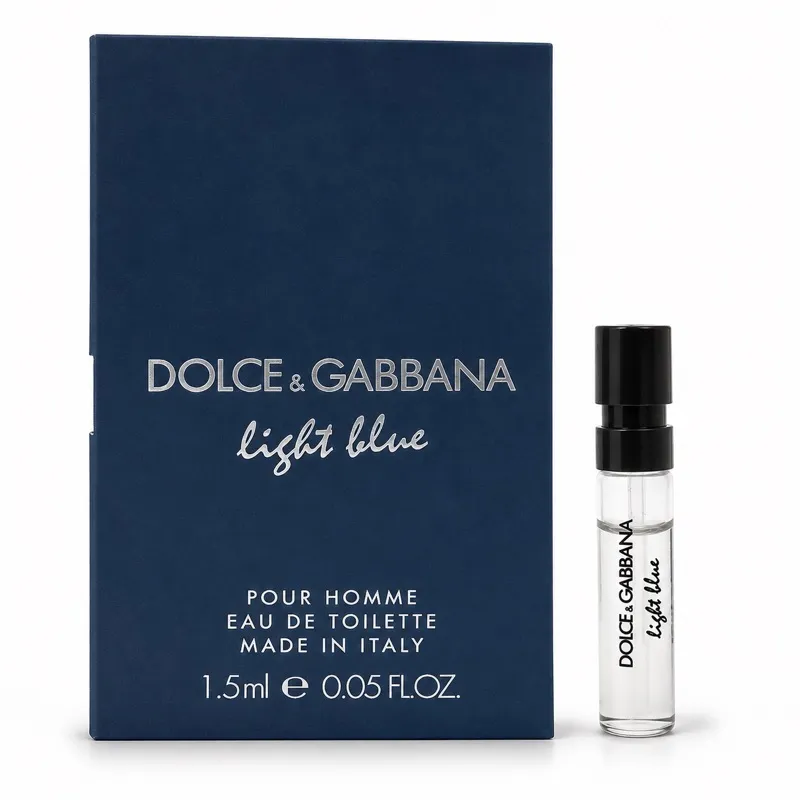 DOLCE & GABBANA
light blue
POUR HOMME
EAU DE TOILETTE
MADE IN ITALY
1.5ml ℮ 0.05 FL.OZ.
DOLCE & GABBANA
light blue